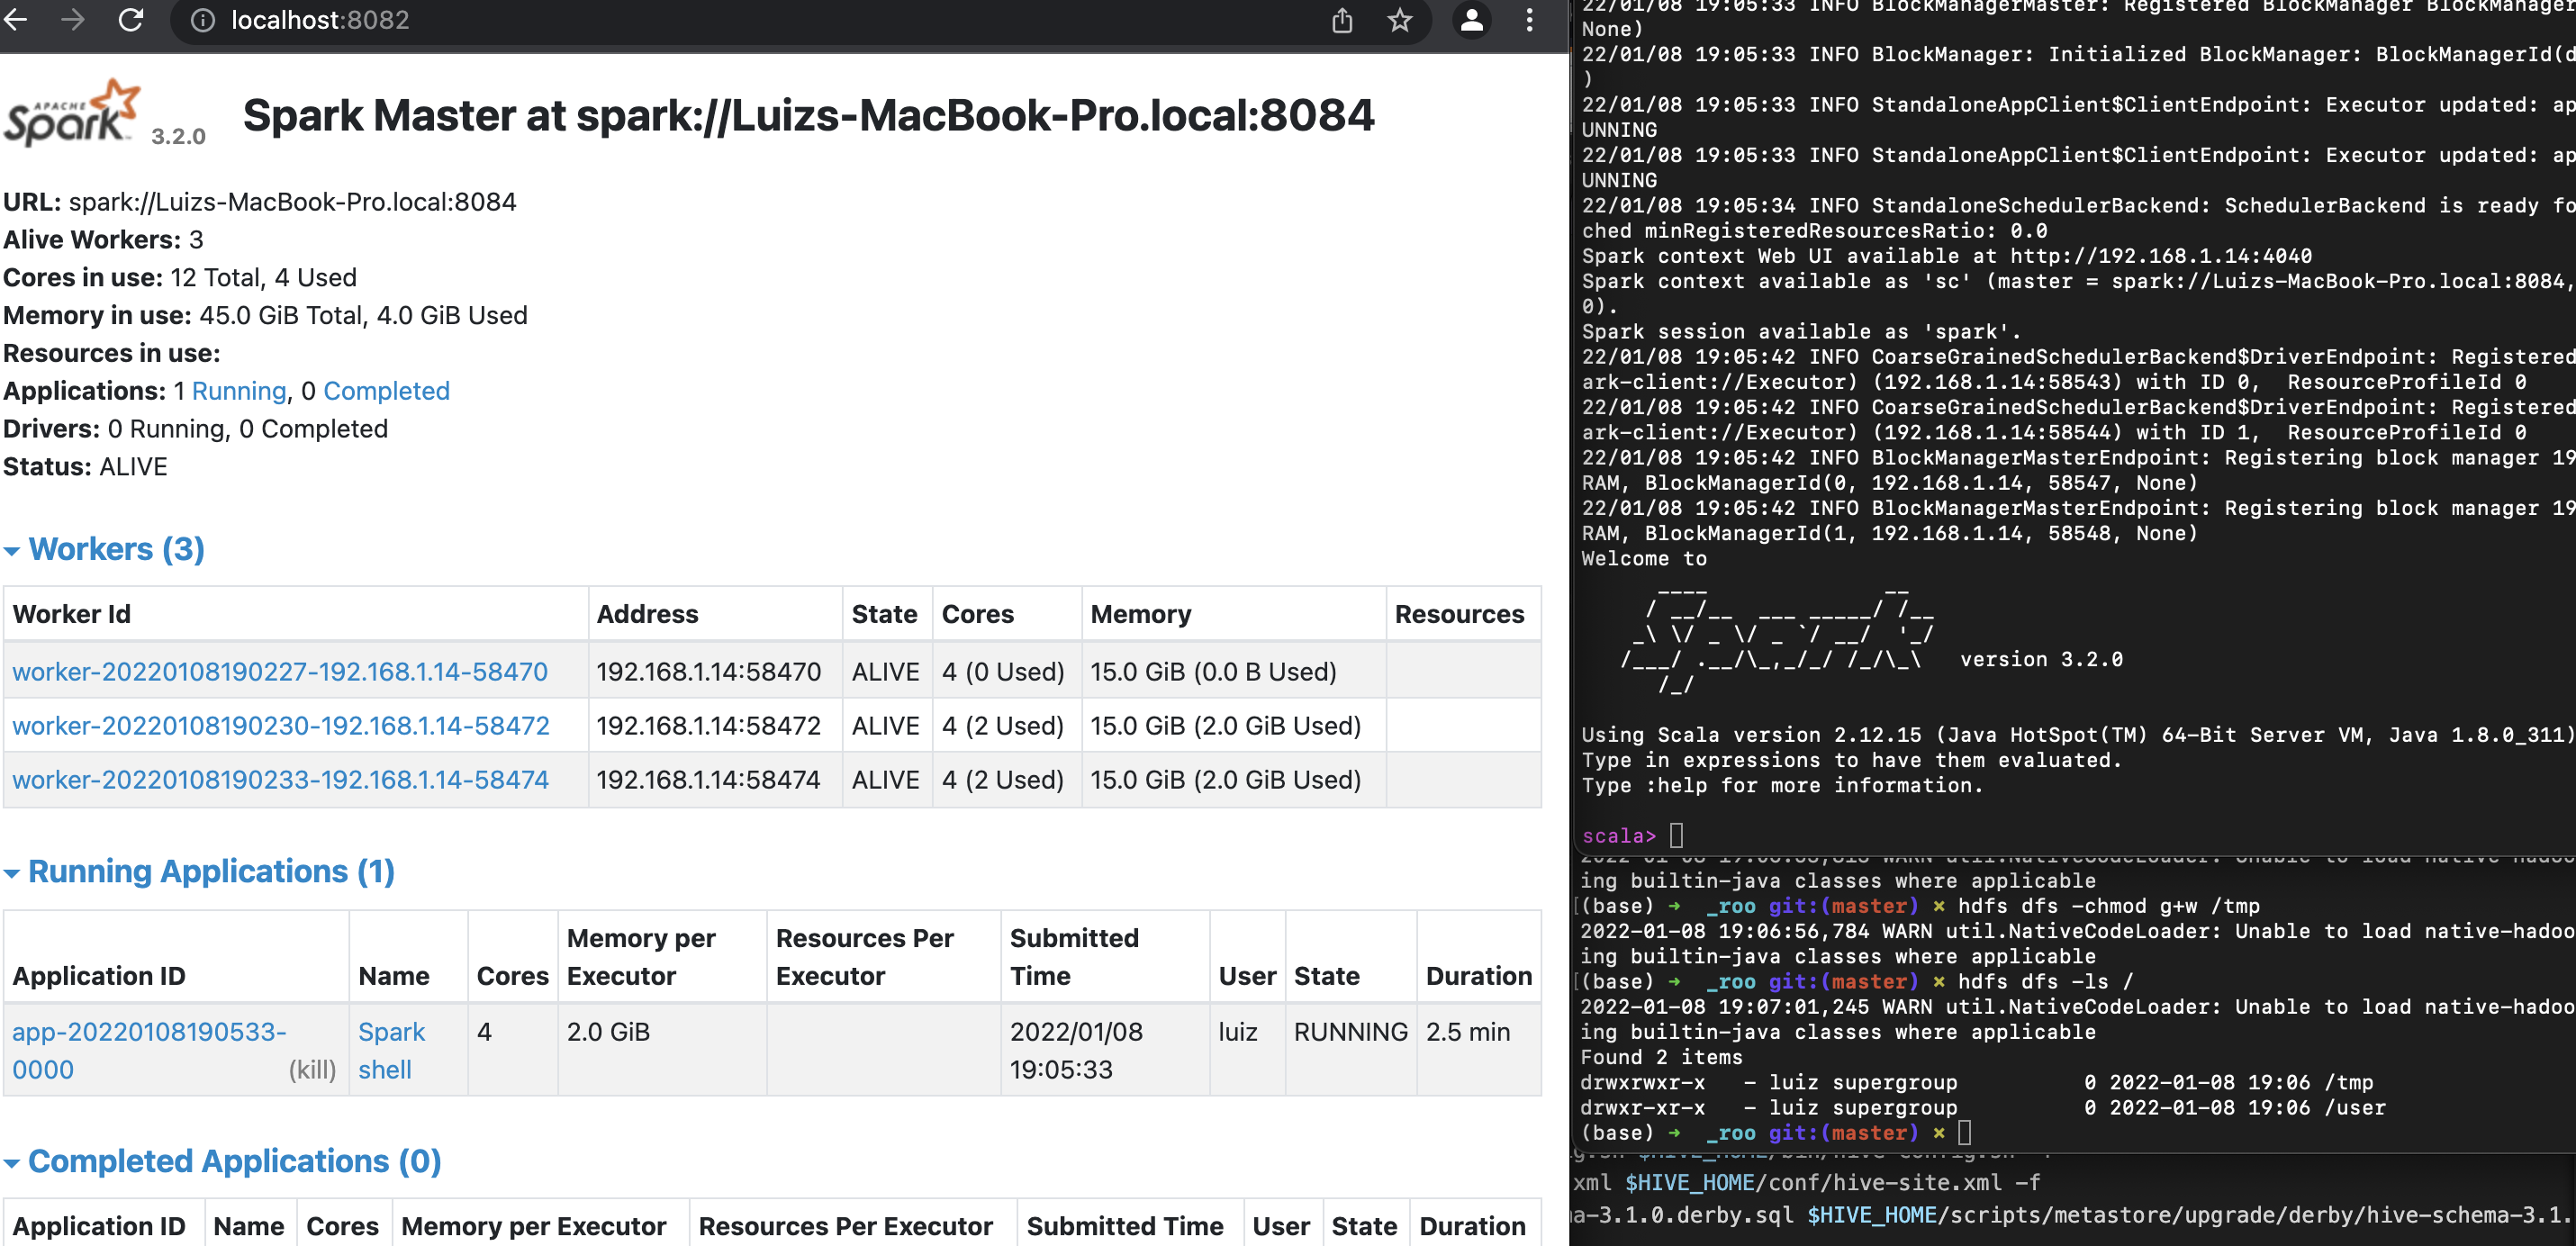 localhost:8082
APACHE Spark 3.2.0
Spark Master at spark://Luizs-MacBook-Pro.local:8084
URL: spark://Luizs-MacBook-Pro.local:8084
Alive Workers: 3
Cores in use: 12 Total, 4 Used
Memory in use: 45.0 GiB Total, 4.0 GiB Used
Resources in use:
Applications: 1 Running, 0 Completed
Drivers: 0 Running, 0 Completed
Status: ALIVE
Workers (3)
Worker Id Address State Cores Memory Resources
worker-20220108190227-192.168.1.14-58470 192.168.1.14:58470 ALIVE 4 (0 Used) 15.0 GiB (0.0 B Used)
worker-20220108190230-192.168.1.14-58472 192.168.1.14:58472 ALIVE 4 (2 Used) 15.0 GiB (2.0 GiB Used)
worker-20220108190233-192.168.1.14-58474 192.168.1.14:58474 ALIVE 4 (2 Used) 15.0 GiB (2.0 GiB Used)
Running Applications (1)
Application ID Name Cores Memory per Executor Resources Per Executor Submitted Time User State Duration
app-20220108190533-0000 (kill) Spark shell 4 2.0 GiB 2022/01/08 19:05:33 luiz RUNNING 2.5 min
Completed Applications (0)
Application ID Name Cores Memory per Executor Resources Per Executor Submitted Time User State Duration
22/01/08 19:05:33 INFO BlockManagerMaster: Registered BlockManager BlockManager
None)
22/01/08 19:05:33 INFO BlockManager: Initialized BlockManager: BlockManagerId(d
)
22/01/08 19:05:33 INFO StandaloneAppClient$ClientEndpoint: Executor updated: ap
UNNING
22/01/08 19:05:33 INFO StandaloneAppClient$ClientEndpoint: Executor updated: ap
UNNING
22/01/08 19:05:34 INFO StandaloneSchedulerBackend: SchedulerBackend is ready fo
ched minRegisteredResourcesRatio: 0.0
Spark context Web UI available at http://192.168.1.14:4040
Spark context available as 'sc' (master = spark://Luizs-MacBook-Pro.local:8084,
0).
Spark session available as 'spark'.
22/01/08 19:05:42 INFO CoarseGrainedSchedulerBackend$DriverEndpoint: Registered
ark-client://Executor) (192.168.1.14:58543) with ID 0,  ResourceProfileId 0
22/01/08 19:05:42 INFO CoarseGrainedSchedulerBackend$DriverEndpoint: Registered
ark-client://Executor) (192.168.1.14:58544) with ID 1,  ResourceProfileId 0
22/01/08 19:05:42 INFO BlockManagerMasterEndpoint: Registering block manager 19
RAM, BlockManagerId(0, 192.168.1.14, 58547, None)
22/01/08 19:05:42 INFO BlockManagerMasterEndpoint: Registering block manager 19
RAM, BlockManagerId(1, 192.168.1.14, 58548, None)
Welcome to
Spark version 3.2.0
Using Scala version 2.12.15 (Java HotSpot(TM) 64-Bit Server VM, Java 1.8.0_311)
Type in expressions to have them evaluated.
Type :help for more information.
scala>
WARN util.NativeCodeLoader: Unable to load native-hadoo
ing builtin-java classes where applicable
(base) ➜ _roo git:(master) ✗ hdfs dfs -chmod g+w /tmp
2022-01-08 19:06:56,784 WARN util.NativeCodeLoader: Unable to load native-hadoo
ing builtin-java classes where applicable
(base) ➜ _roo git:(master) ✗ hdfs dfs -ls /
2022-01-08 19:07:01,245 WARN util.NativeCodeLoader: Unable to load native-hadoo
ing builtin-java classes where applicable
Found 2 items
drwxrwxr-x - luiz supergroup 0 2022-01-08 19:06 /tmp
drwxr-xr-x - luiz supergroup 0 2022-01-08 19:06 /user
(base) ➜ _roo git:(master) ✗
xml $HIVE_HOME/conf/hive-site.xml -f
a-3.1.0.derby.sql $HIVE_HOME/scripts/metastore/upgrade/derby/hive-schema-3.1.